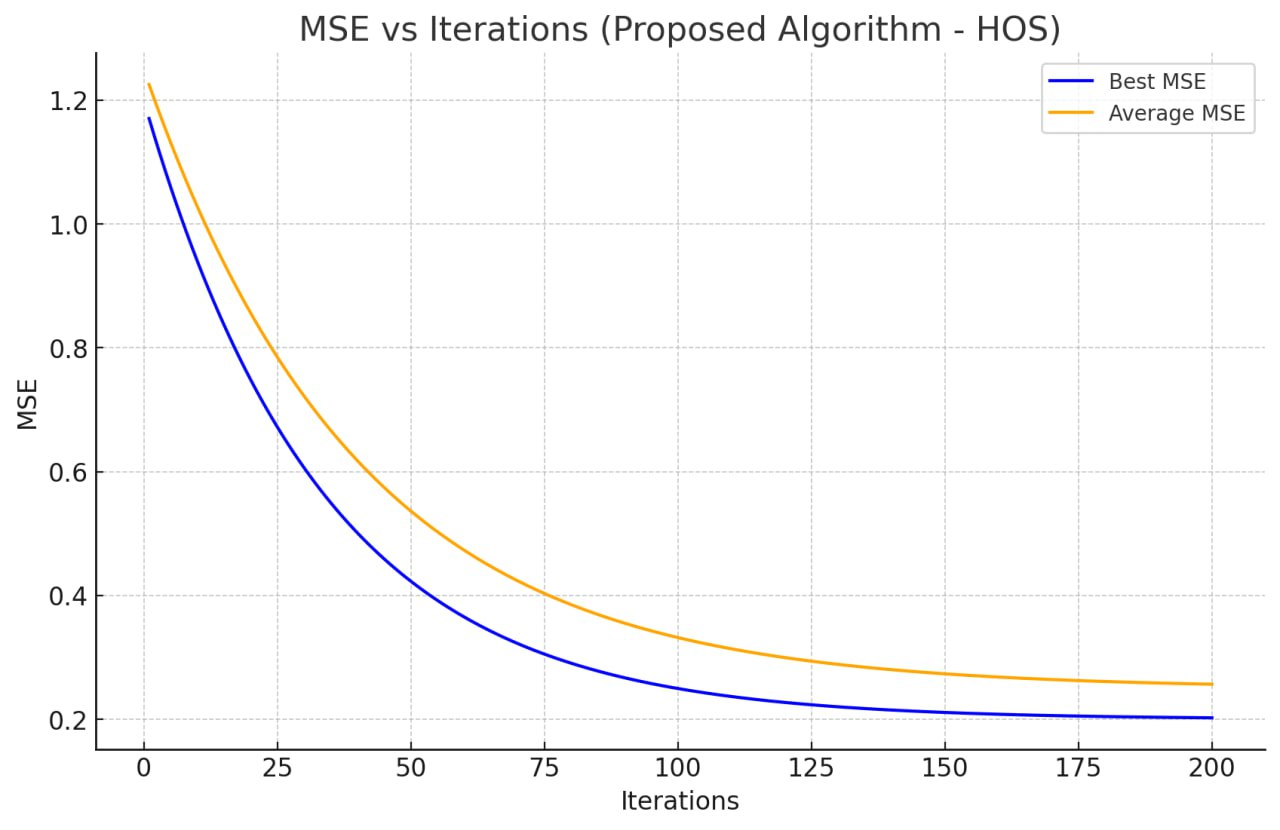 MSE vs Iterations (Proposed Algorithm - HOS)
Best MSE
Average MSE
1.2
1.0
0.8
0.6
0.4
0.2
MSE
0 25 50 75 100 125 150 175 200
Iterations